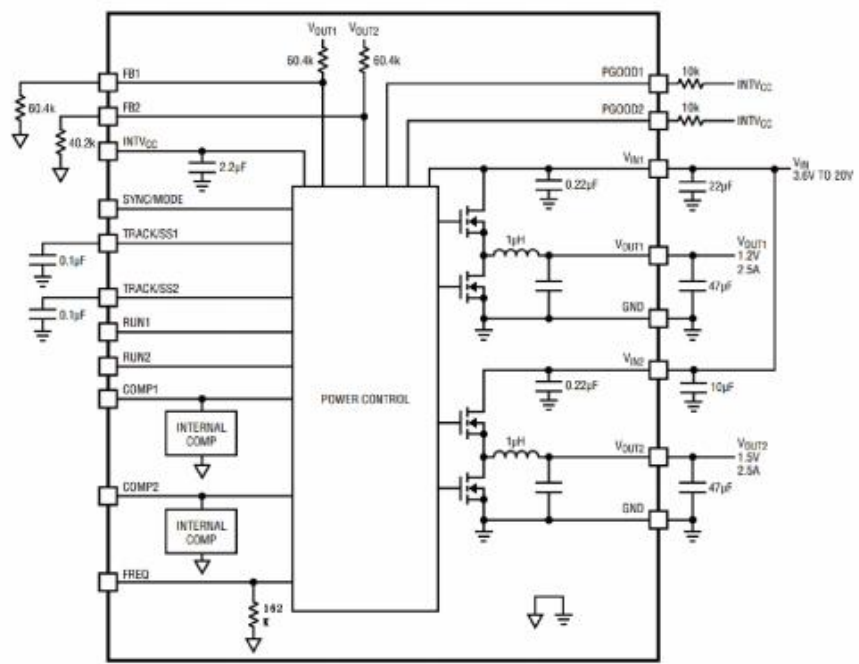 VOUT1
VOUT2
60.4k
60.4k
FB1
60.4k
FB2
40.2k
INTVCC
2.2µF
SYNC/MODE
TRACK/SS1
0.1µF
TRACK/SS2
0.1µF
RUN1
RUN2
COMP1
INTERNAL
COMP
COMP2
INTERNAL
COMP
FREQ
162
K
POWER CONTROL
PGOOD1
10k
INTVCC
PGOOD2
10k
INTVCC
VIN1
0.22µF
22µF
VIN
3.6V TO 20V
1µH
VOUT1
VOUT1
1.2V
2.5A
47µF
GND
VIN2
0.22µF
10µF
1µH
VOUT2
VOUT2
1.5V
2.5A
47µF
GND